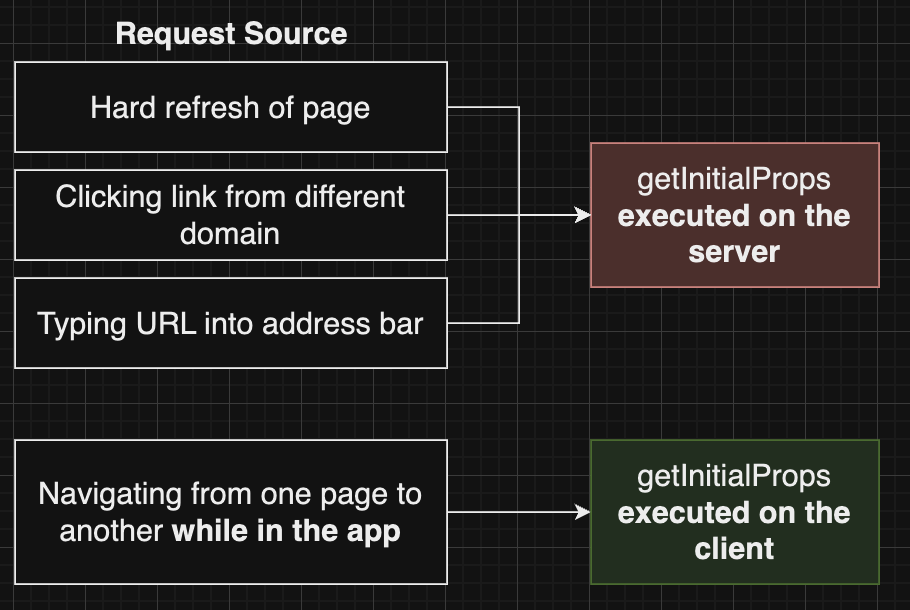 Request Source
Hard refresh of page
Clicking link from different
domain
Typing URL into address bar
getInitialProps
executed on the
server
Navigating from one page to
another while in the app
getInitialProps
executed on the
client